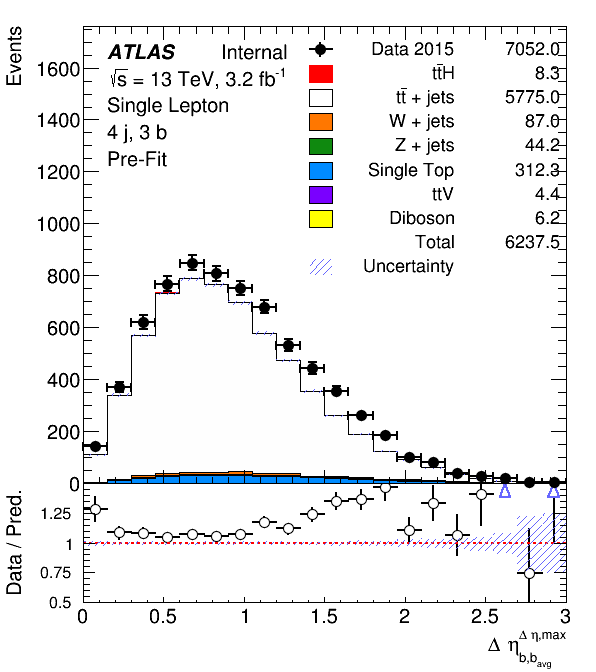 Events
ATLAS Internal
√s = 13 TeV, 3.2 fb-1
Single Lepton
4 j, 3 b
Pre-Fit
Data 2015 7052.0
tt̄H 8.3
tt̄ + jets 5775.0
W + jets 87.0
Z + jets 44.2
Single Top 312.3
ttV 4.4
Diboson 6.2
Total 6237.5
Uncertainty
1600
1400
1200
1000
800
600
400
200
0
Data / Pred.
1.25
1
0.75
0.5
0 0.5 1 1.5 2 2.5 3
Δ η b,b avg Δ η,max